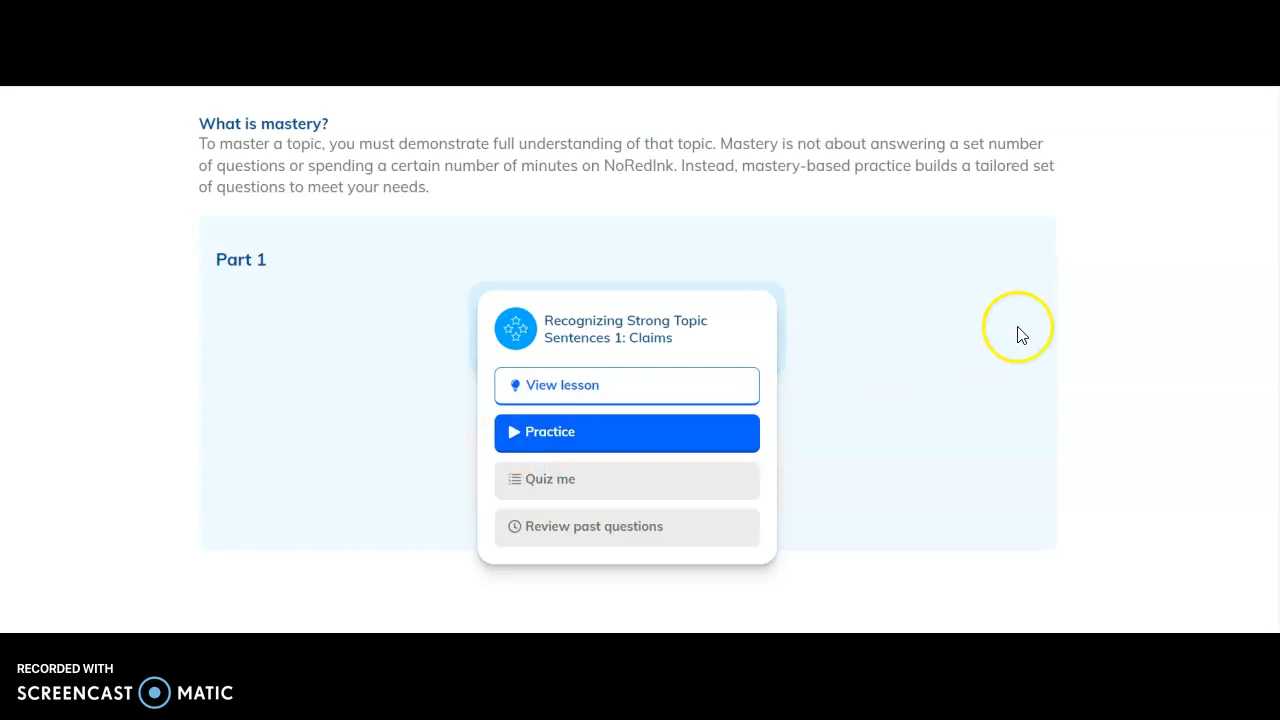 What is mastery?
To master a topic, you must demonstrate full understanding of that topic. Mastery is not about answering a set number
of questions or spending a certain number of minutes on NoRedInk. Instead, mastery-based practice builds a tailored set
of questions to meet your needs.
Part 1
Recognizing Strong Topic
Sentences 1: Claims
View lesson
Practice
Quiz me
Review past questions
RECORDED WITH
SCREENCAST MATIC